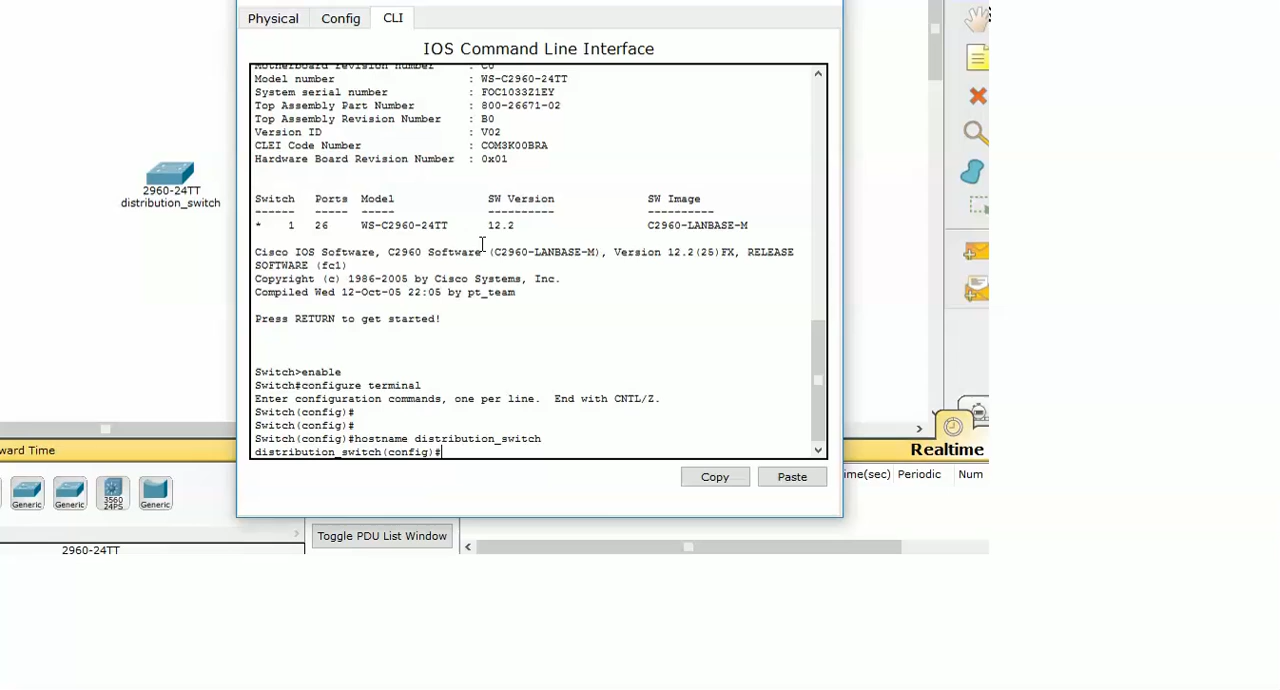 Physical
Config
CLI
IOS Command Line Interface
Motherboard revision number : C0
Model number : WS-C2960-24TT
System serial number : FOC1033Z1EY
Top Assembly Part Number : 800-26671-02
Top Assembly Revision Number : B0
Version ID : V02
CLEI Code Number : COM3K00BRA
Hardware Board Revision Number : 0x01
Switch Ports Model SW Version SW Image
------ ----- ----- ---------- ----------
* 1 26 WS-C2960-24TT 12.2 C2960-LANBASE-M
Cisco IOS Software, C2960 Software (C2960-LANBASE-M), Version 12.2(25)FX, RELEASE
SOFTWARE (fc1)
Copyright (c) 1986-2005 by Cisco Systems, Inc.
Compiled Wed 12-Oct-05 22:05 by pt_team
Press RETURN to get started!
Switch>enable
Switch#configure terminal
Enter configuration commands, one per line. End with CNTL/Z.
Switch(config)#
Switch(config)#
Switch(config)#hostname distribution_switch
distribution_switch(config)#
Copy
Paste
2960-24TT
distribution_switch
ward Time
Realtime
ime(sec) Periodic Num
Generic
Generic
3560
24PS
Generic
Toggle PDU List Window
2960-24TT